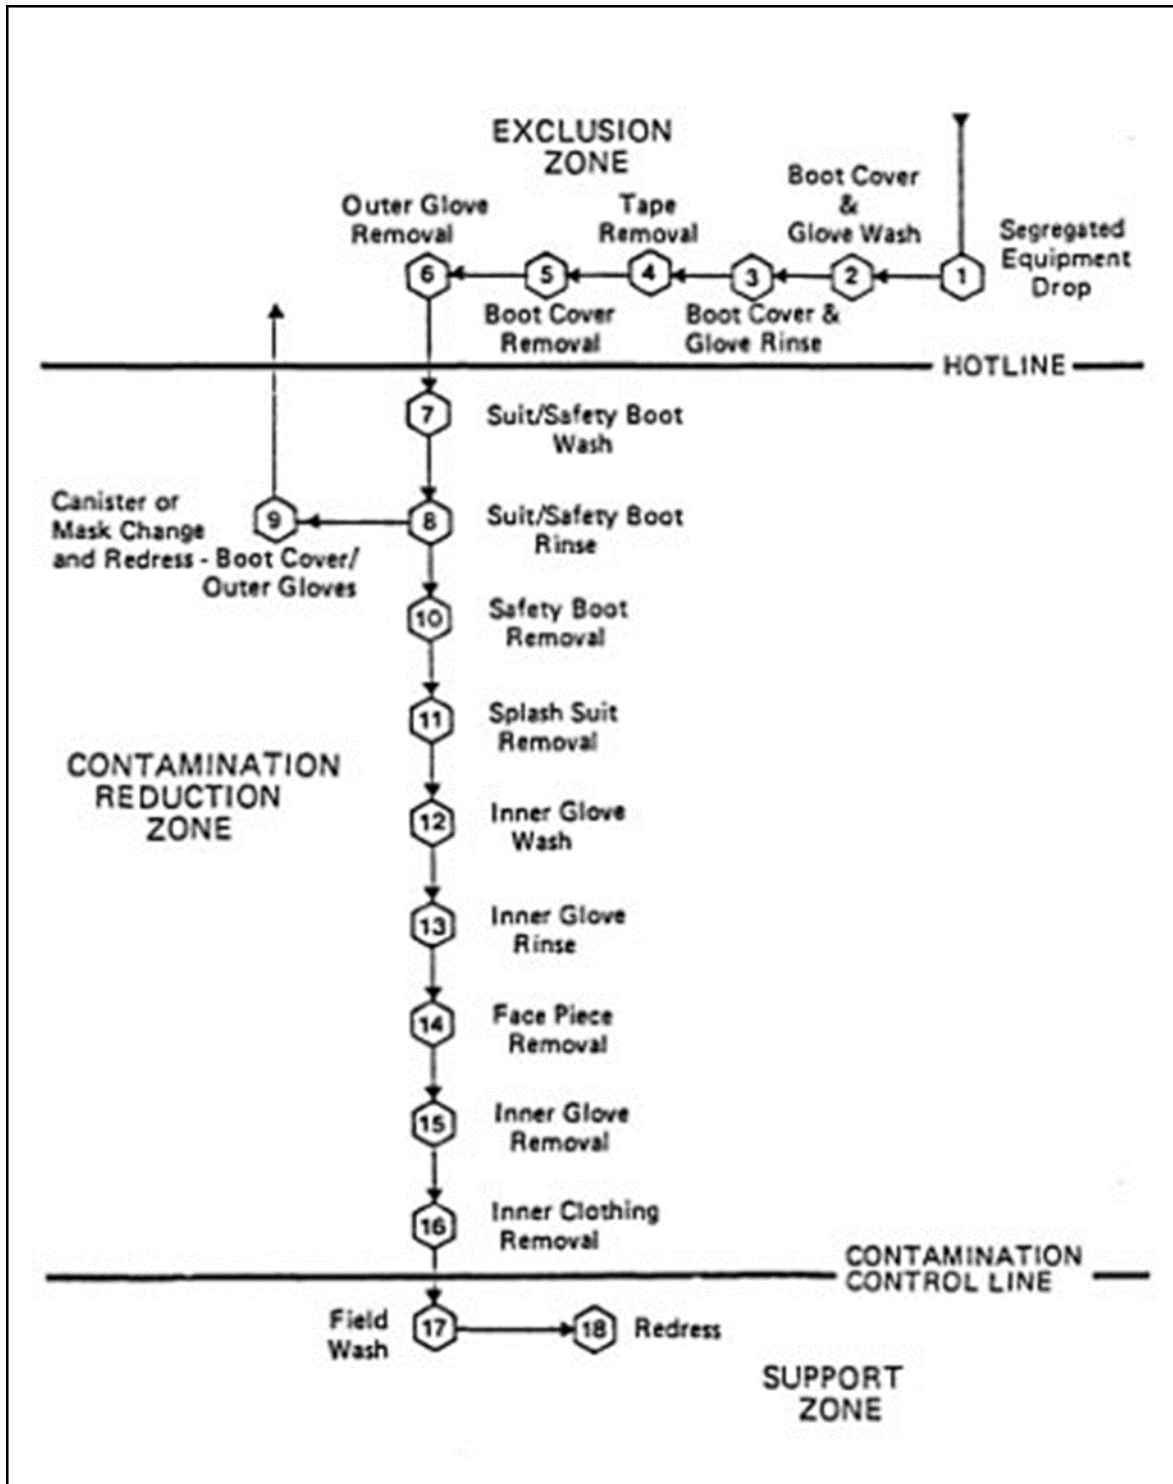 EXCLUSION
ZONE
Outer Glove
Removal
Tape
Removal
Boot Cover
&
Glove Wash
Segregated
Equipment
Drop
6
5
4
3
2
1
Boot Cover
Removal
Boot Cover &
Glove Rinse
HOTLINE
7
Suit/Safety Boot
Wash
Canister or
Mask Change
and Redress - Boot Cover/
Outer Gloves
9
8
Suit/Safety Boot
Rinse
10
Safety Boot
Removal
11
Splash Suit
Removal
CONTAMINATION
REDUCTION
ZONE
12
Inner Glove
Wash
13
Inner Glove
Rinse
14
Face Piece
Removal
15
Inner Glove
Removal
16
Inner Clothing
Removal
CONTAMINATION
CONTROL LINE
Field
Wash
17
18
Redress
SUPPORT
ZONE